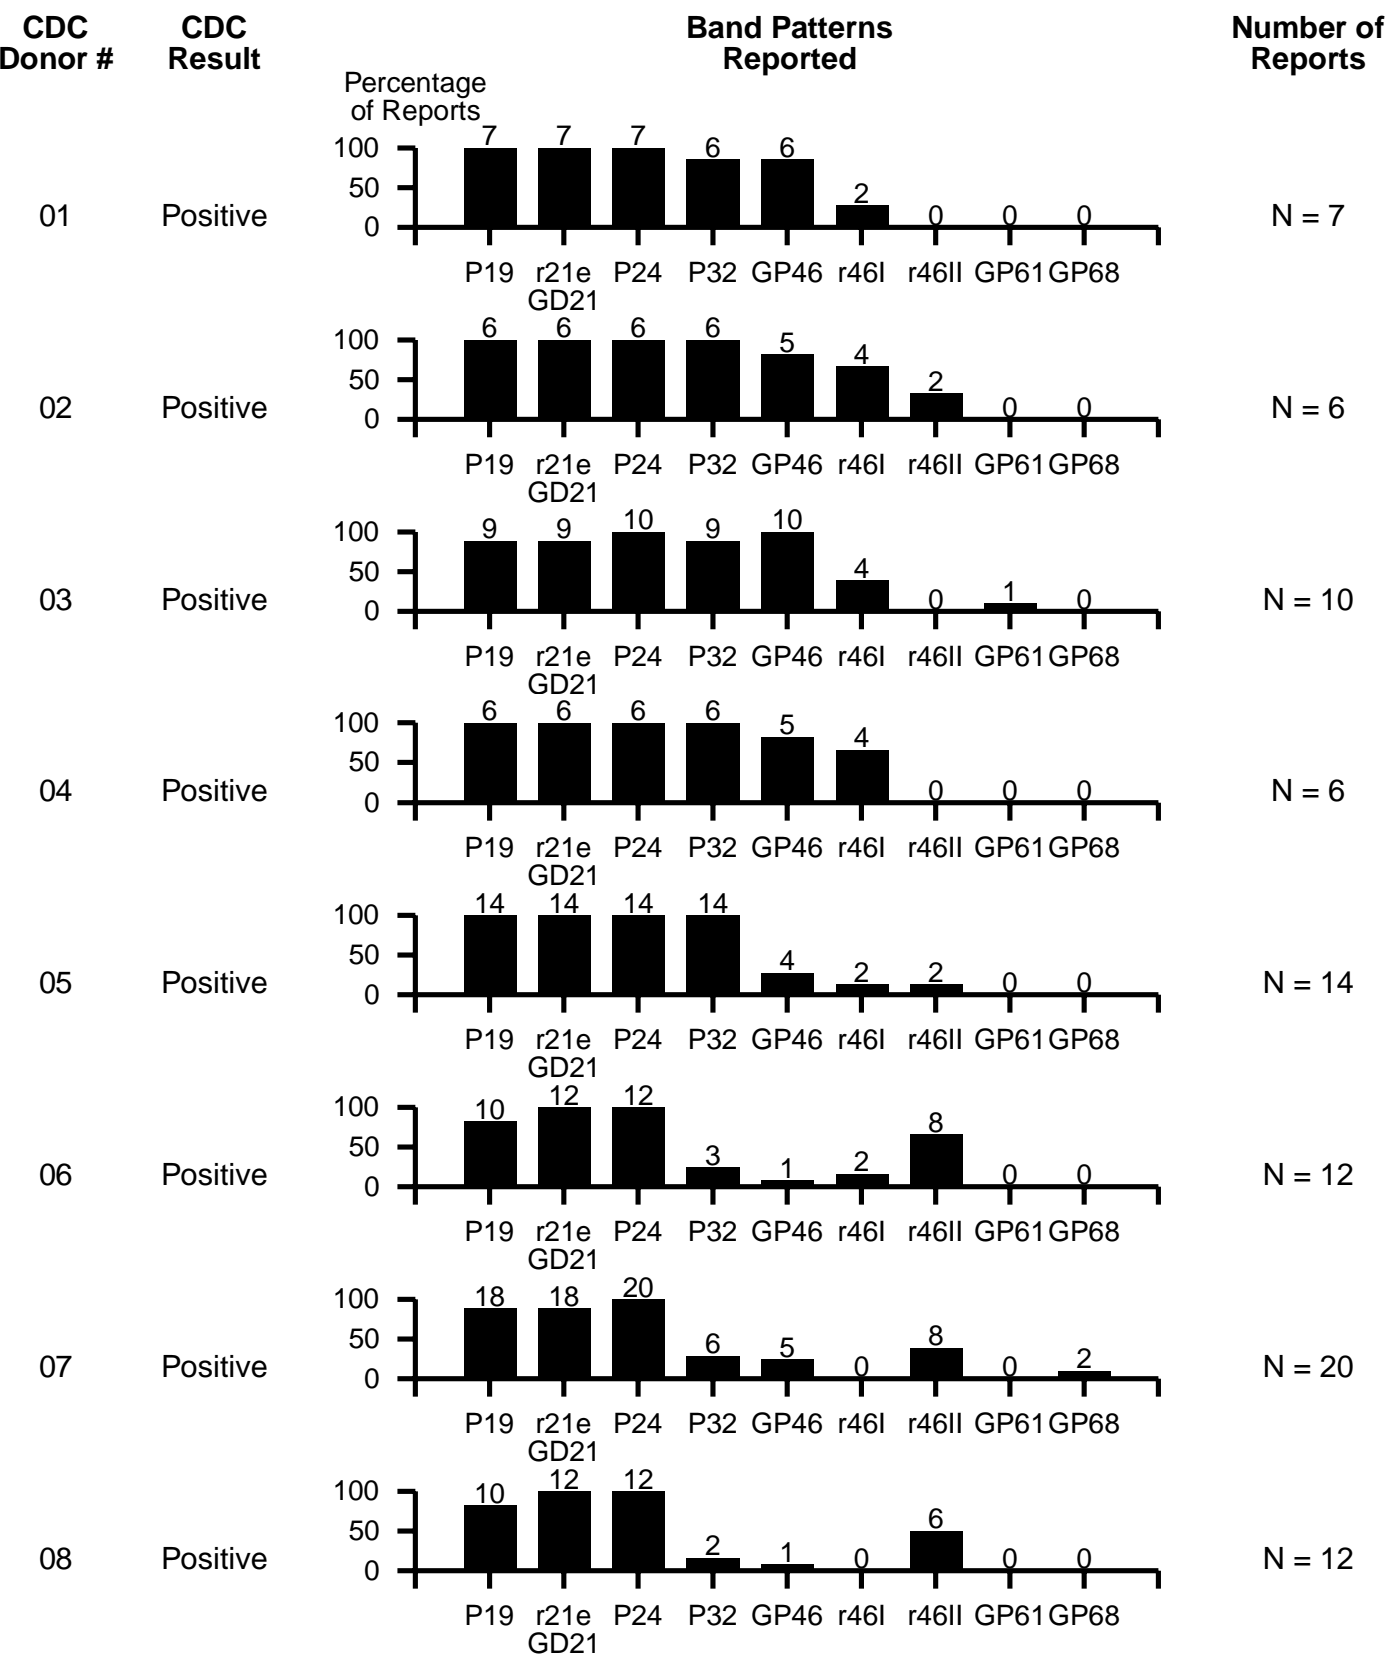 CDC CDC Band Patterns Number of
Donor # Result Reported Reports
Percentage
of Reports
7 7 7 6 6 2 0 0 0
100
50
0
01 Positive N = 7
P19 r21e P24 P32 GP46 r46I r46II GP61 GP68
GD21
6 6 6 6 5 4 2 0 0
100
50
0
02 Positive N = 6
P19 r21e P24 P32 GP46 r46I r46II GP61 GP68
GD21
9 9 10 9 10 4 0 1 0
100
50
0
03 Positive N = 10
P19 r21e P24 P32 GP46 r46I r46II GP61 GP68
GD21
6 6 6 6 5 4 0 0 0
100
50
0
04 Positive N = 6
P19 r21e P24 P32 GP46 r46I r46II GP61 GP68
GD21
14 14 14 14 4 2 2 0 0
100
50
0
05 Positive N = 14
P19 r21e P24 P32 GP46 r46I r46II GP61 GP68
GD21
10 12 12 3 1 2 8 0 0
100
50
0
06 Positive N = 12
P19 r21e P24 P32 GP46 r46I r46II GP61 GP68
GD21
18 18 20 6 5 0 8 0 2
100
50
0
07 Positive N = 20
P19 r21e P24 P32 GP46 r46I r46II GP61 GP68
GD21
10 12 12 2 1 0 6 0 0
100
50
0
08 Positive N = 12
P19 r21e P24 P32 GP46 r46I r46II GP61 GP68
GD21